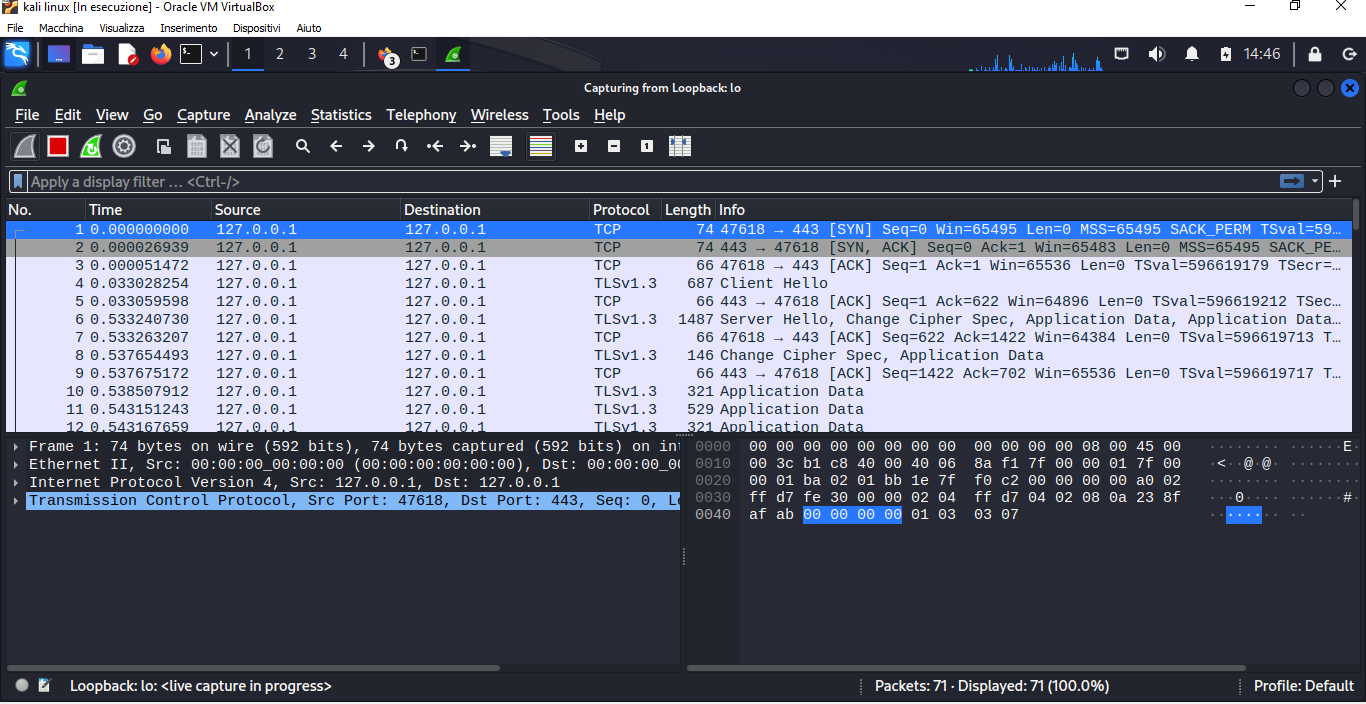 kali linux [In esecuzione] - Oracle VM VirtualBox
File Macchina Visualizza Inserimento Dispositivi Aiuto
1 2 3 4 3 14:46
Capturing from Loopback: lo
File Edit View Go Capture Analyze Statistics Telephony Wireless Tools Help
Apply a display filter … <Ctrl-/>
No. Time Source Destination Protocol Length Info
1 0.000000000 127.0.0.1 127.0.0.1 TCP 74 47618 → 443 [SYN] Seq=0 Win=65495 Len=0 MSS=65495 SACK_PERM TSval=59…
2 0.000026939 127.0.0.1 127.0.0.1 TCP 74 443 → 47618 [SYN, ACK] Seq=0 Ack=1 Win=65483 Len=0 MSS=65495 SACK_PE…
3 0.000051472 127.0.0.1 127.0.0.1 TCP 66 47618 → 443 [ACK] Seq=1 Ack=1 Win=65536 Len=0 TSval=596619179 TSecr=…
4 0.033028254 127.0.0.1 127.0.0.1 TLSv1.3 687 Client Hello
5 0.033059598 127.0.0.1 127.0.0.1 TCP 66 443 → 47618 [ACK] Seq=1 Ack=622 Win=64896 Len=0 TSval=596619212 TSec…
6 0.533240730 127.0.0.1 127.0.0.1 TLSv1.3 1487 Server Hello, Change Cipher Spec, Application Data, Application Data…
7 0.533263207 127.0.0.1 127.0.0.1 TCP 66 47618 → 443 [ACK] Seq=622 Ack=1422 Win=64384 Len=0 TSval=596619713 T…
8 0.537654493 127.0.0.1 127.0.0.1 TLSv1.3 146 Change Cipher Spec, Application Data
9 0.537675172 127.0.0.1 127.0.0.1 TCP 66 443 → 47618 [ACK] Seq=1422 Ack=702 Win=65536 Len=0 TSval=596619717 T…
10 0.538507912 127.0.0.1 127.0.0.1 TLSv1.3 321 Application Data
11 0.543151243 127.0.0.1 127.0.0.1 TLSv1.3 529 Application Data
12 0.543167659 127.0.0.1 127.0.0.1 TLSv1.3 321 Application Data
Frame 1: 74 bytes on wire (592 bits), 74 bytes captured (592 bits) on int
Ethernet II, Src: 00:00:00_00:00:00 (00:00:00:00:00:00), Dst: 00:00:00_00
Internet Protocol Version 4, Src: 127.0.0.1, Dst: 127.0.0.1
Transmission Control Protocol, Src Port: 47618, Dst Port: 443, Seq: 0, Le
0000 00 00 00 00 00 00 00 00 00 00 00 00 08 00 45 00 ········ ······E·
0010 00 3c b1 c8 40 00 40 06 8a f1 7f 00 00 01 7f 00 ·<··@·@· ········
0020 00 01 ba 02 01 bb 1e 7f f0 c2 00 00 00 00 a0 02 ········ ········
0030 ff d7 fe 30 00 00 02 04 ff d7 04 02 08 0a 23 8f ···0···· ······#·
0040 af ab 00 00 00 00 01 03 03 07 ········ ··
Loopback: lo: <live capture in progress>
Packets: 71 · Displayed: 71 (100.0%)
Profile: Default